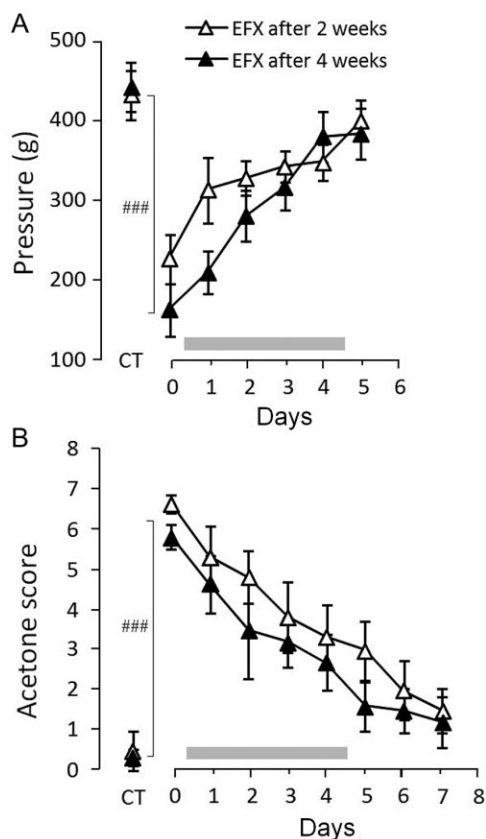 A
EFX after 2 weeks
EFX after 4 weeks
500
400
300
200
100
Pressure (g)
###
CT
0 1 2 3 4 5 6
Days
B
8
7
6
5
4
3
2
1
0
Acetone score
###
CT
0 1 2 3 4 5 6 7 8
Days